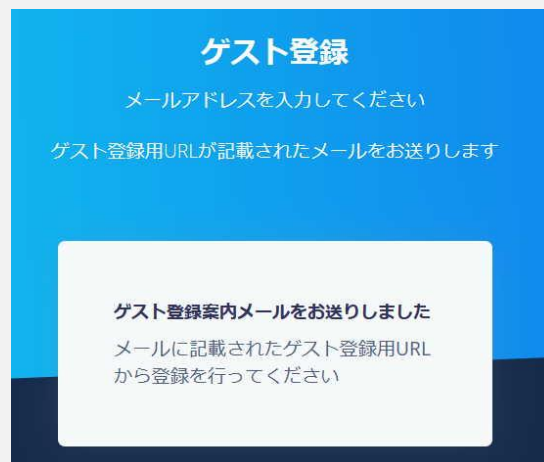 ゲスト登録
メールアドレスを入力してください
ゲスト登録用URLが記載されたメールをお送りします
ゲスト登録案内メールをお送りしました
メールに記載されたゲスト登録用URL
から登録を行ってください